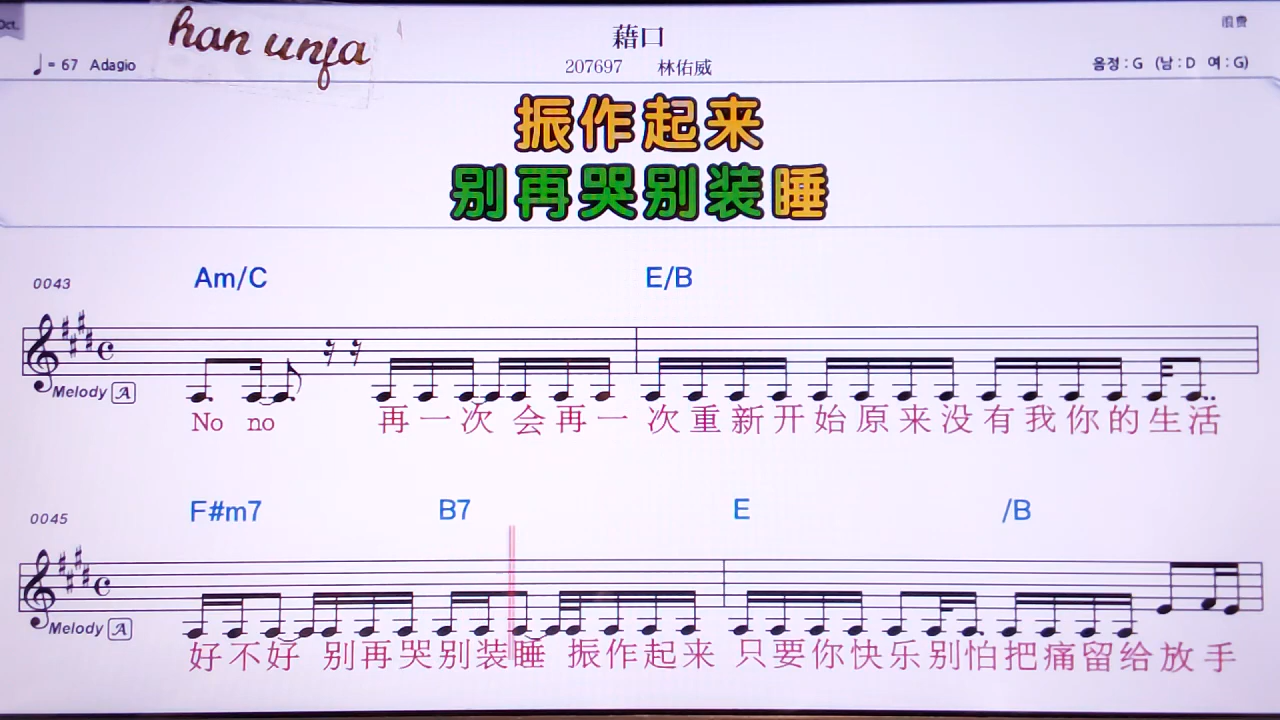 Oct.
han unfa
藉口
浪费
♩= 67 Adagio
207697 林佑威
음정 : G (남 : D 여 : G)
振作起来
别再哭别装睡
0043
Am/C E/B
Melody A
No no 再一次会再一次重新开始原来没有我你的生活
0045
F#m7 B7 E /B
Melody A
好不好 别再哭别装睡 振作起来 只要你快乐别怕把痛留给放手